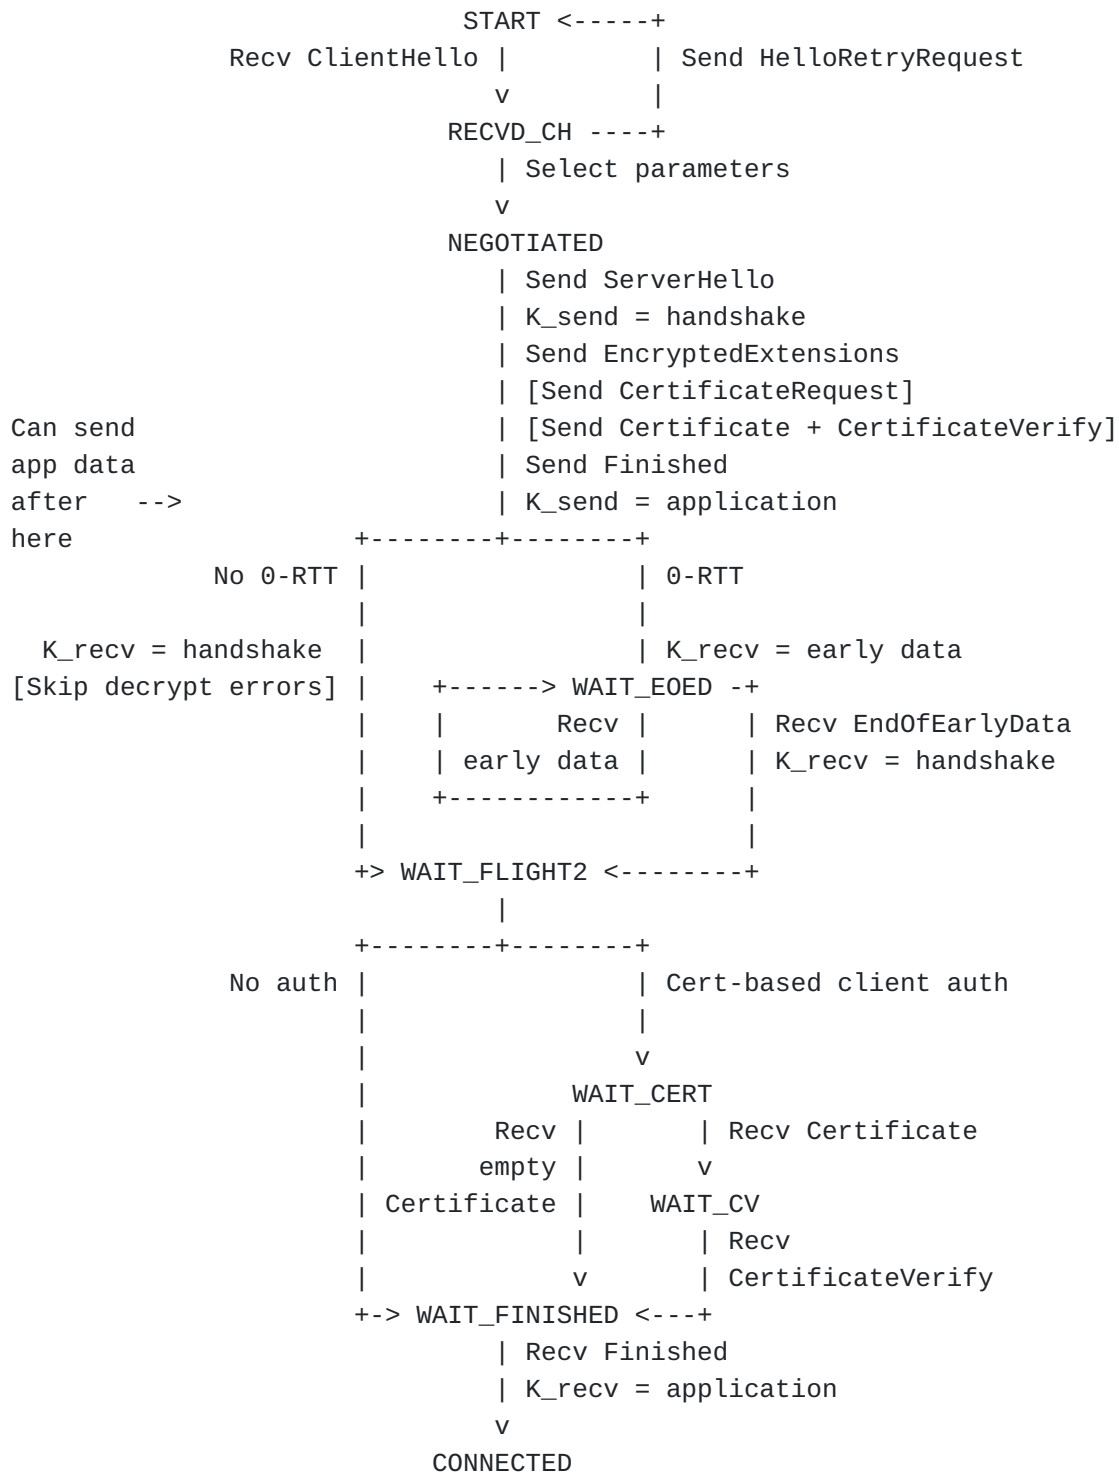 START <-----+
               Recv ClientHello |         | Send HelloRetryRequest
                                v         |
                             RECVD_CH ----+
                                | Select parameters
                                v
                             NEGOTIATED
                                | Send ServerHello
                                | K_send = handshake
                                | Send EncryptedExtensions
                                | [Send CertificateRequest]
 Can send                       | [Send Certificate + CertificateVerify]
 app data                       | Send Finished
 after   -->                    | K_send = application
 here                  +--------+--------+
              No 0-RTT |                 | 0-RTT
                       |                 |
   K_recv = handshake  |                 | K_recv = early data
 [Skip decrypt errors] |    +------> WAIT_EOED -+
                       |    |       Recv |      | Recv EndOfEarlyData
                       |    | early data |      | K_recv = handshake
                       |    +------------+      |
                       |                        |
                       +> WAIT_FLIGHT2 <--------+
                                |
                       +--------+--------+
               No auth |                 | Cert-based client auth
                       |                 |
                       |                 v
                       |             WAIT_CERT
                       |        Recv |       | Recv Certificate
                       |       empty |       v
                       | Certificate |    WAIT_CV
                       |             |       | Recv
                       |             v       | CertificateVerify
                       +-> WAIT_FINISHED <---+
                                | Recv Finished
                                | K_recv = application
                                v
                            CONNECTED